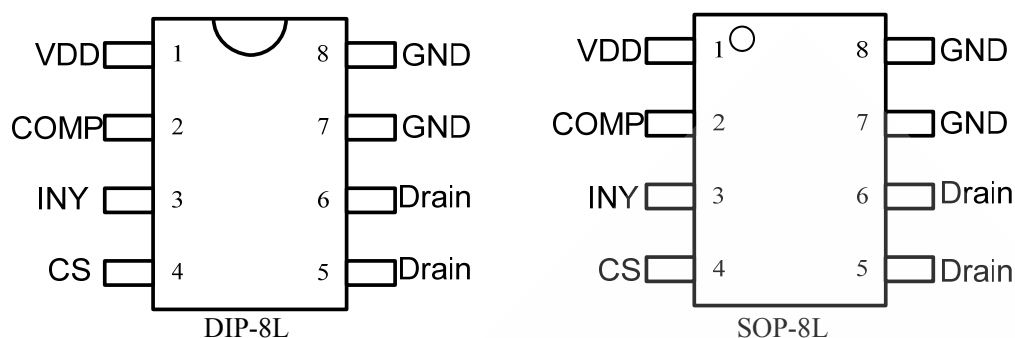 VDD 1 8 GND
COMP 2 7 GND
INY 3 6 Drain
CS 4 5 Drain
DIP-8L
VDD 1 8 GND
COMP 2 7 GND
INY 3 6 Drain
CS 4 5 Drain
SOP-8L